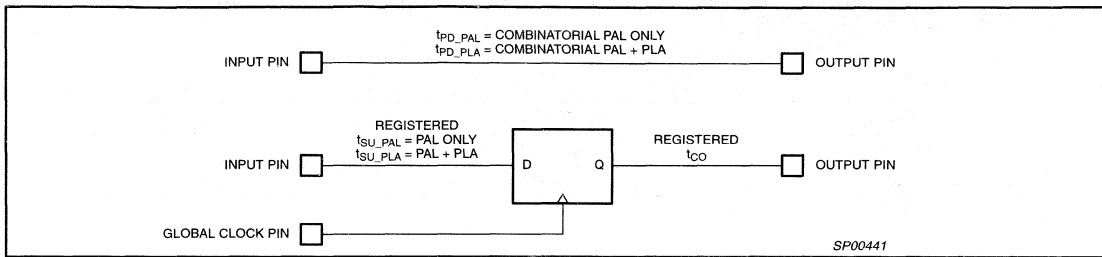 tPD_PAL = COMBINATORIAL PAL ONLY
tPD_PLA = COMBINATORIAL PAL + PLA
INPUT PIN
OUTPUT PIN
REGISTERED
tSU_PAL = PAL ONLY
tSU_PLA = PAL + PLA
REGISTERED
tCO
INPUT PIN
D
Q
OUTPUT PIN
GLOBAL CLOCK PIN
SP00441